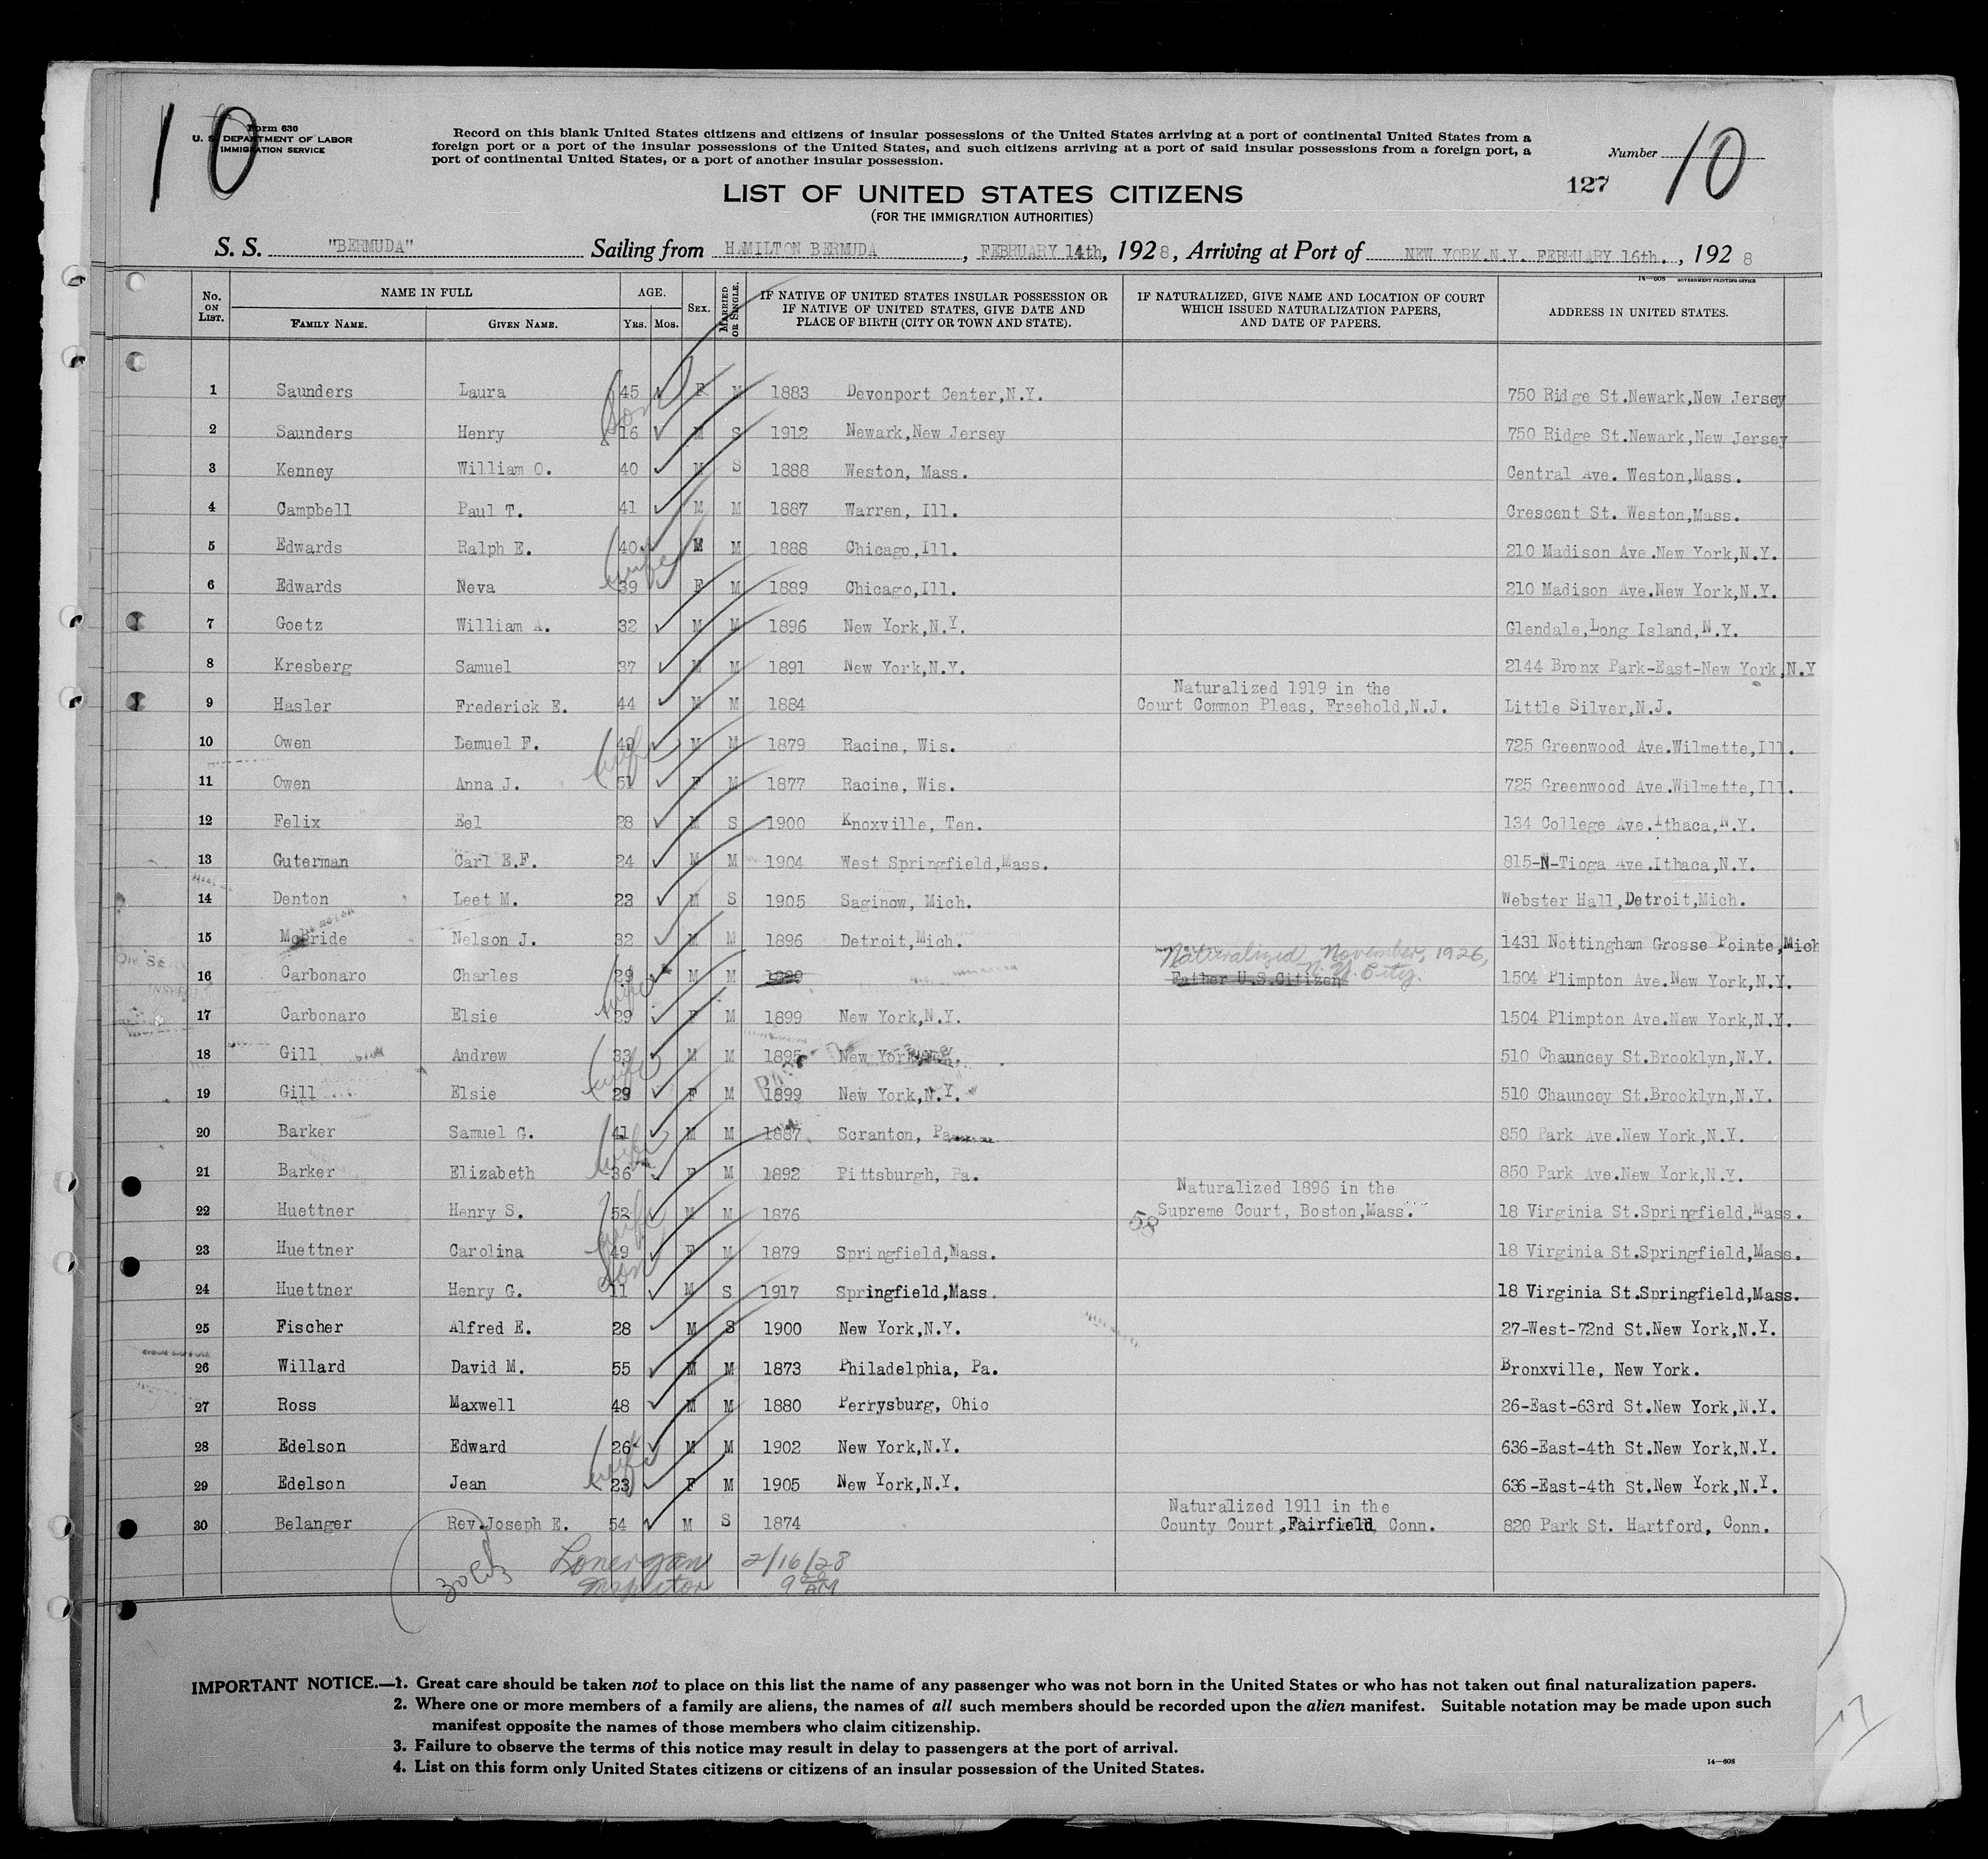 10
Form 630
U. S. DEPARTMENT OF LABOR
IMMIGRATION SERVICE
Record on this blank United States citizens and citizens of insular possessions of the United States arriving at a port of continental United States from a
foreign port or a port of the insular possessions of the United States, and such citizens arriving at a port of said insular possessions from a foreign port, a
port of continental United States, or a port of another insular possession.
Number 10
127
LIST OF UNITED STATES CITIZENS
(FOR THE IMMIGRATION AUTHORITIES)
S. S. "BERMUDA" Sailing from HAMILTON BERMUDA, FEBRUARY 14th, 1928, Arriving at Port of NEW YORK.N.Y. FEBRUARY 16th., 1928
14—608 GOVERNMENT PRINTING OFFICE
No. ON LIST. NAME IN FULL AGE. SEX. MARRIED OR SINGLE. IF NATIVE OF UNITED STATES INSULAR POSSESSION OR IF NATIVE OF UNITED STATES, GIVE DATE AND PLACE OF BIRTH (CITY OR TOWN AND STATE). IF NATURALIZED, GIVE NAME AND LOCATION OF COURT WHICH ISSUED NATURALIZATION PAPERS, AND DATE OF PAPERS. ADDRESS IN UNITED STATES.
FAMILY NAME. GIVEN NAME. YRS. MOS.
1 Saunders Laura 45 F M 1883 Devonport Center,N.Y. 750 Ridge St.Newark,New Jersey
son
2 Saunders Henry 16 M S 1912 Newark,New Jersey 750 Ridge St.Newark,New Jersey
3 Kenney William O. 40 M S 1888 Weston, Mass. Central Ave. Weston,Mass.
4 Campbell Paul T. 41 M M 1887 Warren, Ill. Crescent St. Weston,Mass.
5 Edwards Ralph E. 40 M M 1888 Chicago,Ill. 210 Madison Ave.New York,N.Y.
wife
6 Edwards Neva 39 F M 1889 Chicago,Ill. 210 Madison Ave.New York,N.Y.
7 Goetz William A. 32 M M 1896 New York,N.Y. Glendale,Long Island,N.Y.
8 Kresberg Samuel 37 M M 1891 New York,N.Y. 2144 Bronx Park-East-New York,N.Y
Naturalized 1919 in the
9 Hasler Frederick E. 44 M M 1884 Court Common Pleas, Freehold,N.J. Little Silver,N.J.
10 Owen Lemuel F. 49 M M 1879 Racine, Wis. 725 Greenwood Ave.Wilmette,Ill.
wife
11 Owen Anna J. 51 F M 1877 Racine, Wis. 725 Greenwood Ave.Wilmette,Ill.
12 Felix Eel 28 M S 1900 Knoxville, Ten. 134 College Ave.Ithaca,N.Y.
13 Guterman Carl E.F. 24 M M 1904 West Springfield,Mass. 815-N-Tioga Ave.Ithaca,N.Y.
14 Denton Leet M. 23 M S 1905 Saginow, Mich. Webster Hall,Detroit,Mich.
15 McBride Nelson J. 32 M M 1896 Detroit,Mich. 1431 Nottingham Grosse Pointe,Mich
Naturalized November, 1926,
N.Y. City.
16 Carbonaro Charles 29 M M Father U.S.Citizen 1504 Plimpton Ave.New York,N.Y.
wife
17 Carbonaro Elsie 29 F M 1899 New York,N.Y. 1504 Plimpton Ave.New York,N.Y.
18 Gill Andrew 33 M M 1895 New York,N.Y. 510 Chauncey St.Brooklyn,N.Y.
wife
19 Gill Elsie 29 F M 1899 New York,N.Y. 510 Chauncey St.Brooklyn,N.Y.
20 Barker Samuel G. 41 M M 1887 Scranton, Pa. 850 Park Ave.New York,N.Y.
wife
21 Barker Elizabeth 36 F M 1892 Pittsburgh, Pa. 850 Park Ave.New York,N.Y.
Naturalized 1896 in the
22 Huettner Henry S. 52 M M 1876 Supreme Court, Boston,Mass. 18 Virginia St.Springfield,Mass.
58
wife
23 Huettner Carolina 49 F M 1879 Springfield,Mass. 18 Virginia St.Springfield,Mass.
son
24 Huettner Henry G. 11 M S 1917 Springfield,Mass. 18 Virginia St.Springfield,Mass.
25 Fischer Alfred E. 28 M S 1900 New York,N.Y. 27-West-72nd St.New York,N.Y.
26 Willard David M. 55 M M 1873 Philadelphia, Pa. Bronxville, New York.
27 Ross Maxwell 48 M M 1880 Perrysburg, Ohio 26-East-63rd St.New York,N.Y.
28 Edelson Edward 26 M M 1902 New York,N.Y. 636-East-4th St.New York,N.Y.
wife
29 Edelson Jean 23 F M 1905 New York,N.Y. 636-East-4th St.New York,N.Y.
Naturalized 1911 in the
30 Belanger Rev.Joseph E. 54 M S 1874 County Court,Fairfield, Conn. 820 Park St. Hartford, Conn.
Lonergan 2/16/28
Inspector 9 AM
IMPORTANT NOTICE.—1. Great care should be taken not to place on this list the name of any passenger who was not born in the United States or who has not taken out final naturalization papers.
2. Where one or more members of a family are aliens, the names of all such members should be recorded upon the alien manifest. Suitable notation may be made upon such
manifest opposite the names of those members who claim citizenship.
3. Failure to observe the terms of this notice may result in delay to passengers at the port of arrival.
4. List on this form only United States citizens or citizens of an insular possession of the United States.
14—608